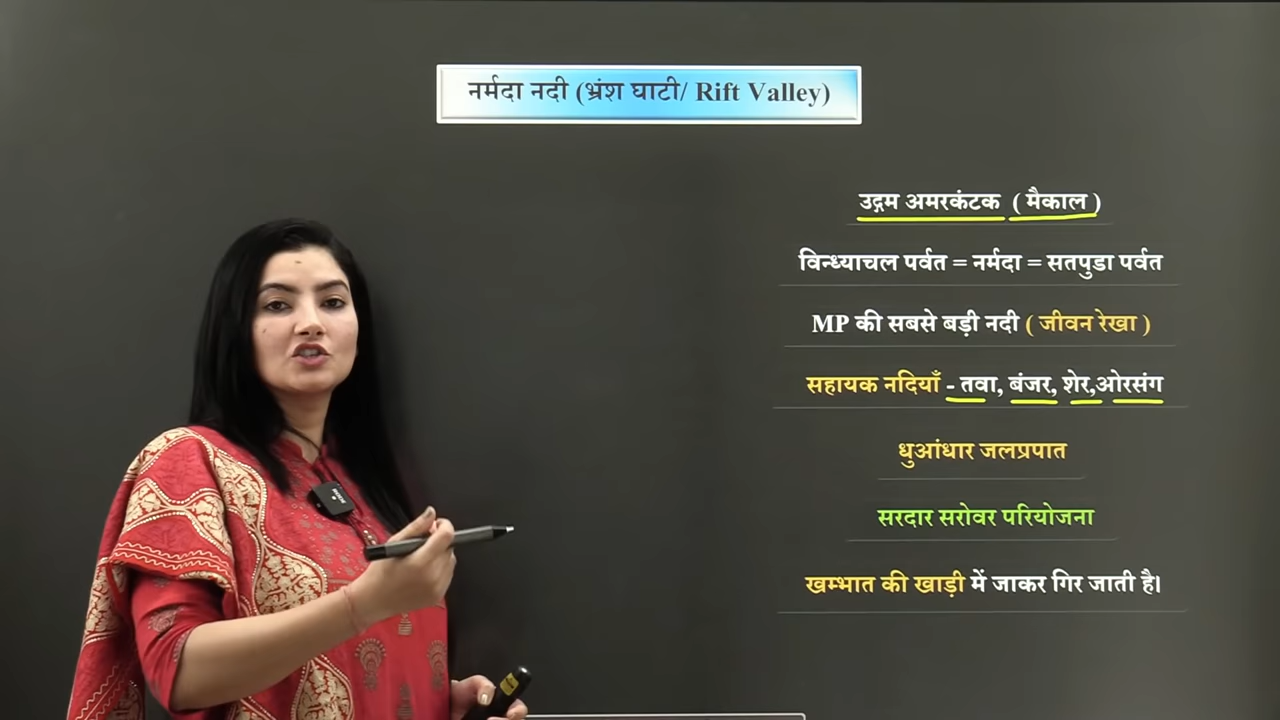 नर्मदा नदी (भ्रंश घाटी/ Rift Valley)
उद्गम अमरकंटक ( मैकाल )
विन्ध्याचल पर्वत = नर्मदा = सतपुडा पर्वत
MP की सबसे बड़ी नदी ( जीवन रेखा )
सहायक नदियाँ - तवा, बंजर, शेर,ओरसंग
धुआंधार जलप्रपात
सरदार सरोवर परियोजना
खम्भात की खाड़ी में जाकर गिर जाती है।